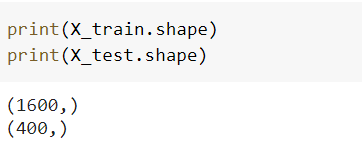 print(X_train.shape)
print(X_test.shape)
(1600,)
(400,)